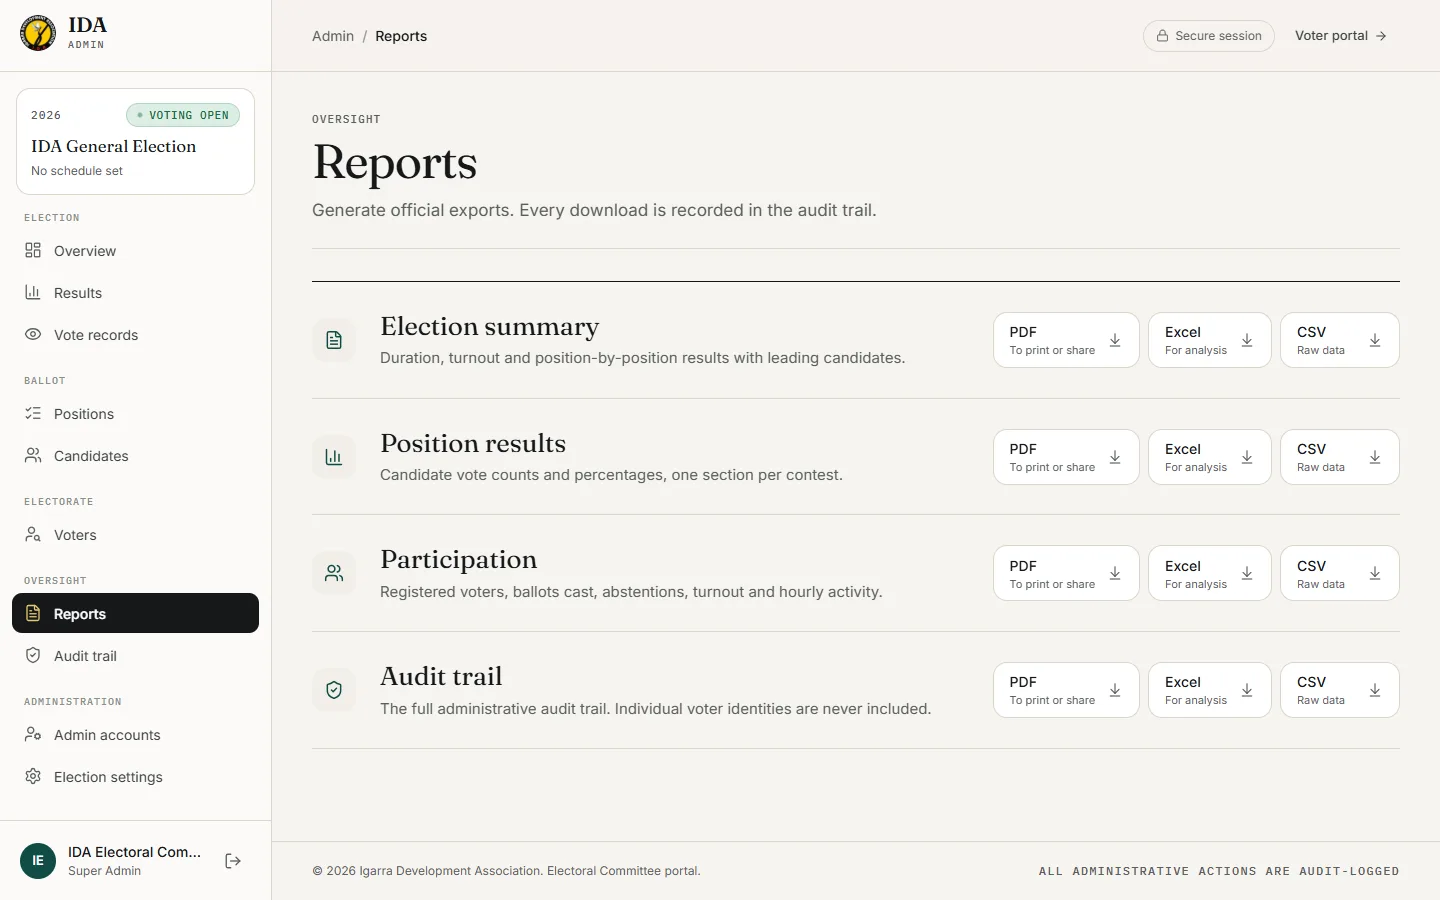 IDA
ADMIN
2026
VOTING OPEN
IDA General Election
No schedule set
ELECTION
Overview
Results
Vote records
BALLOT
Positions
Candidates
ELECTORATE
Voters
OVERSIGHT
Reports
Audit trail
ADMINISTRATION
Admin accounts
Election settings
IE
IDA Electoral Com...
Super Admin
Admin / Reports
Secure session
Voter portal →
OVERSIGHT
Reports
Generate official exports. Every download is recorded in the audit trail.
Election summary
Duration, turnout and position-by-position results with leading candidates.
PDF
To print or share
Excel
For analysis
CSV
Raw data
Position results
Candidate vote counts and percentages, one section per contest.
PDF
To print or share
Excel
For analysis
CSV
Raw data
Participation
Registered voters, ballots cast, abstentions, turnout and hourly activity.
PDF
To print or share
Excel
For analysis
CSV
Raw data
Audit trail
The full administrative audit trail. Individual voter identities are never included.
PDF
To print or share
Excel
For analysis
CSV
Raw data
© 2026 Igarra Development Association. Electoral Committee portal.
ALL ADMINISTRATIVE ACTIONS ARE AUDIT-LOGGED